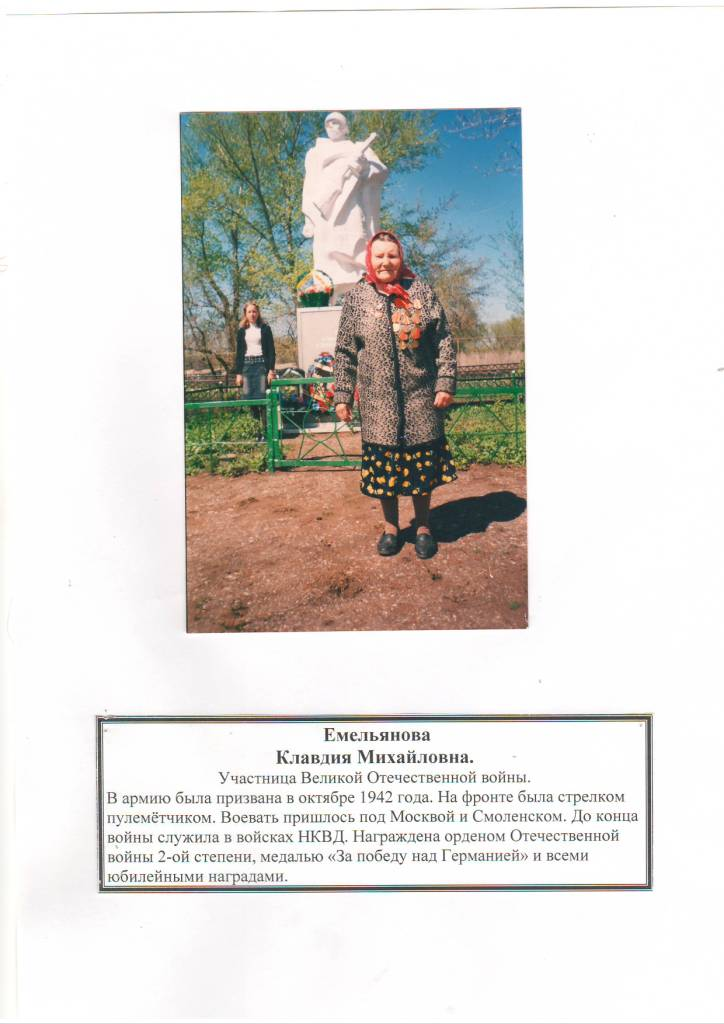 Емельянова
Клавдия Михайловна.
Участница Великой Отечественной войны.
В армию была призвана в октябре 1942 года. На фронте была стрелком
пулемётчиком. Воевать пришлось под Москвой и Смоленском. До конца
войны служила в войсках НКВД. Награждена орденом Отечественной
войны 2-ой степени, медалью «За победу над Германией» и всеми
юбилейными наградами.